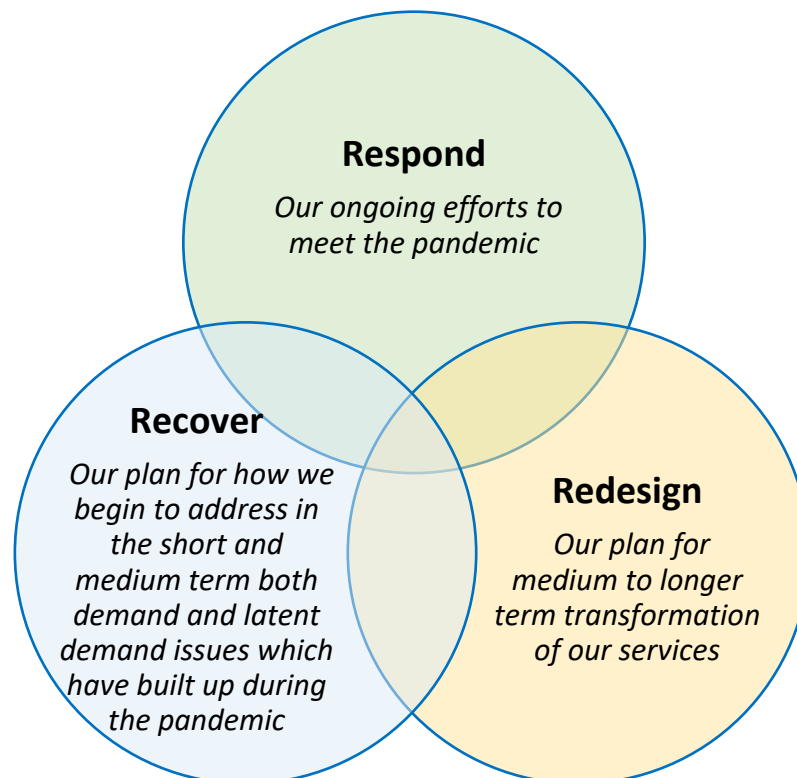 Respond
Our ongoing efforts to
meet the pandemic
Recover
Our plan for how we
begin to address in
the short and
medium term both
demand and latent
demand issues which
have built up during
the pandemic
Redesign
Our plan for
medium to longer
term transformation
of our services